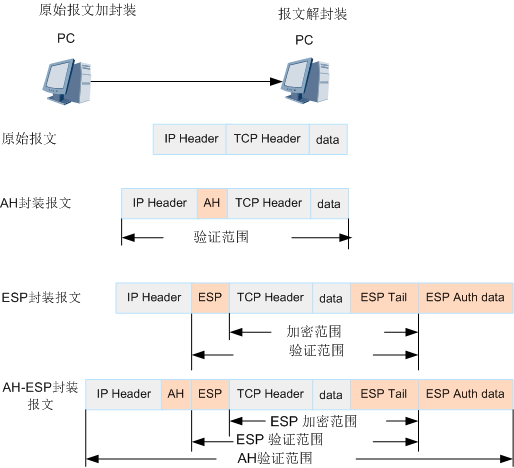 原始报文加封装
报文解封装
PC
PC
原始报文
IP Header TCP Header data
AH封装报文
IP Header AH TCP Header data
验证范围
ESP封装报文
IP Header ESP TCP Header data ESP Tail ESP Auth data
加密范围
验证范围
AH-ESP封装
报文
IP Header AH ESP TCP Header data ESP Tail ESP Auth data
ESP 加密范围
ESP 验证范围
AH验证范围